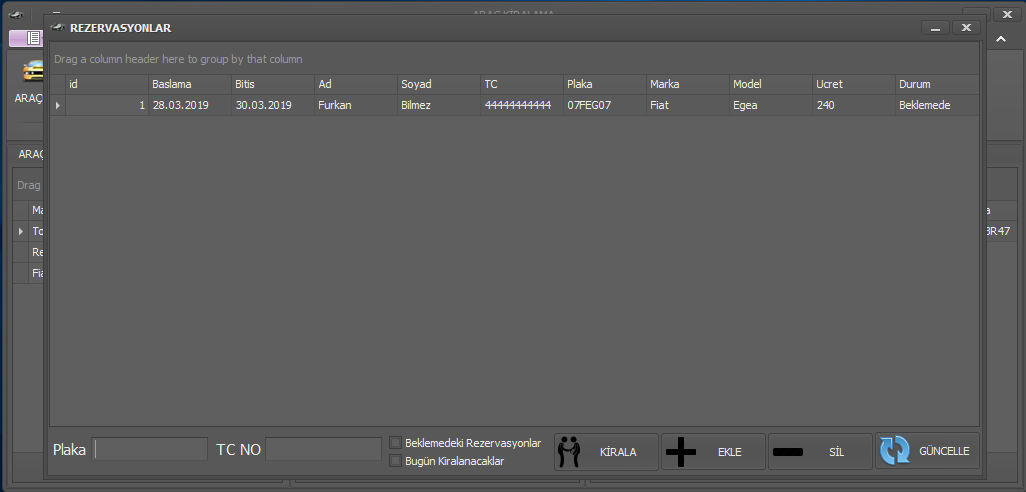 ARAÇ KİRALAMA
REZERVASYONLAR
Drag a column header here to group by that column
id Baslama Bitis Ad Soyad TC Plaka Marka Model Ucret Durum
1 28.03.2019 30.03.2019 Furkan Bilmez 44444444444 07FEG07 Fiat Egea 240 Beklemede
ARAÇ
ARAÇ
Drag
Ma
To
Re
Fia
a
BR47
Plaka
TC NO
Beklemedeki Rezervasyonlar
Bugün Kiralanacaklar
KİRALA
EKLE
SİL
GÜNCELLE